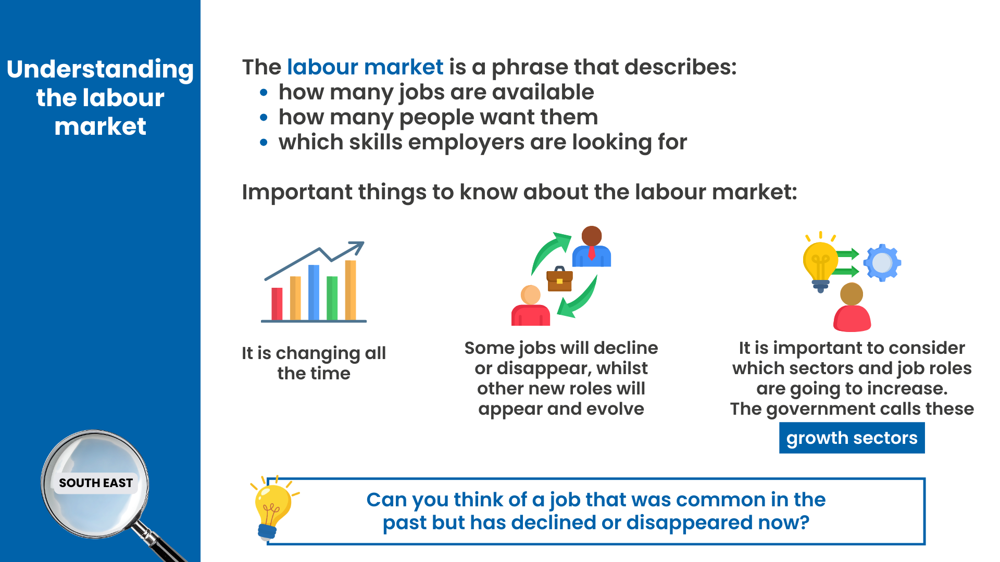 Understanding
the labour
market
The labour market is a phrase that describes:
• how many jobs are available
• how many people want them
• which skills employers are looking for
Important things to know about the labour market:
It is changing all
the time
Some jobs will decline
or disappear, whilst
other new roles will
appear and evolve
It is important to consider
which sectors and job roles
are going to increase.
The government calls these
growth sectors
SOUTH EAST
Can you think of a job that was common in the
past but has declined or disappeared now?